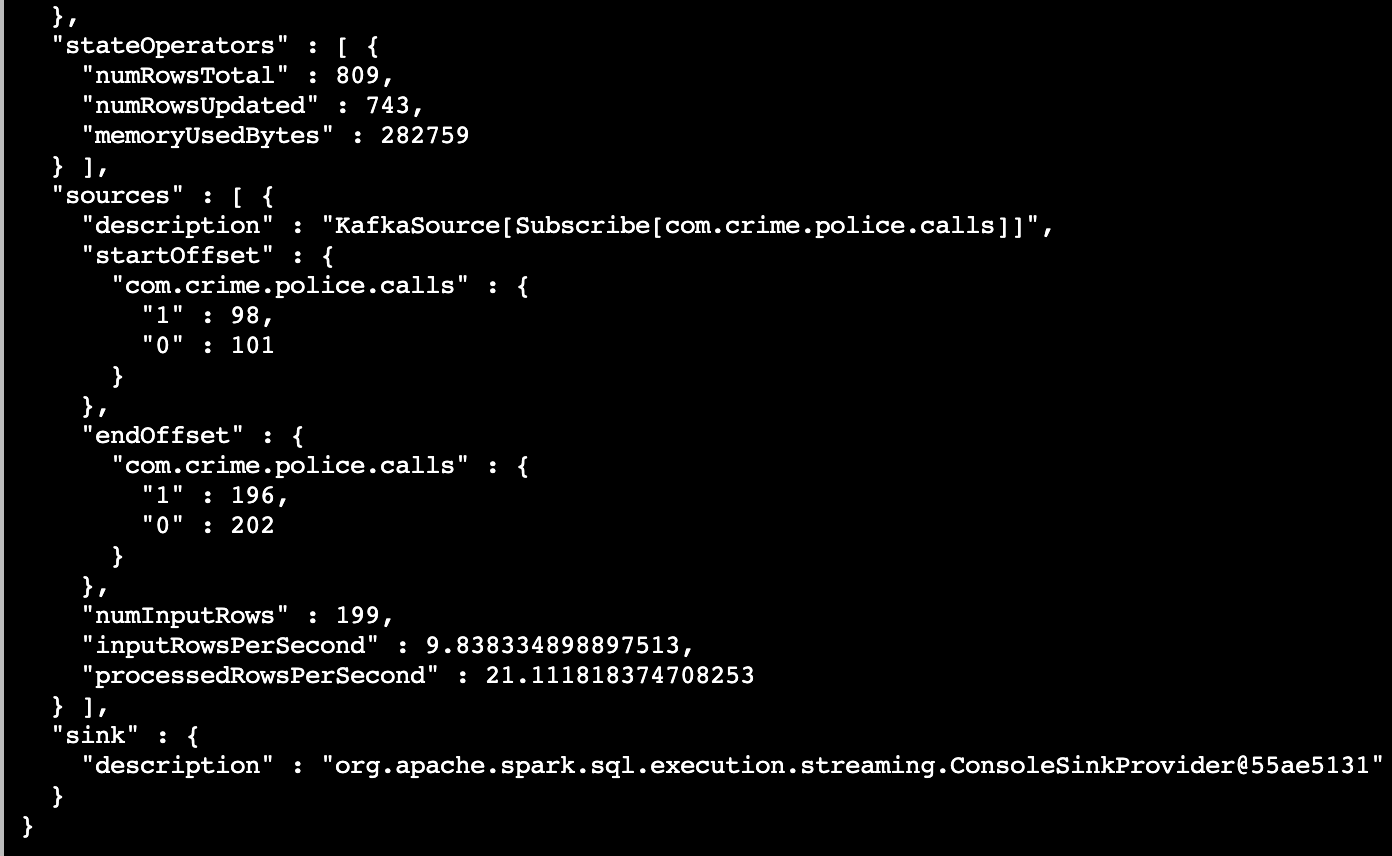 },
"stateOperators" : [ {
"numRowsTotal" : 809,
"numRowsUpdated" : 743,
"memoryUsedBytes" : 282759
} ],
"sources" : [ {
"description" : "KafkaSource[Subscribe[com.crime.police.calls]]",
"startOffset" : {
"com.crime.police.calls" : {
"1" : 98,
"0" : 101
}
},
"endOffset" : {
"com.crime.police.calls" : {
"1" : 196,
"0" : 202
}
},
"numInputRows" : 199,
"inputRowsPerSecond" : 9.838334898897513,
"processedRowsPerSecond" : 21.111818374708253
} ],
"sink" : {
"description" : "org.apache.spark.sql.execution.streaming.ConsoleSinkProvider@55ae5131"
}
}